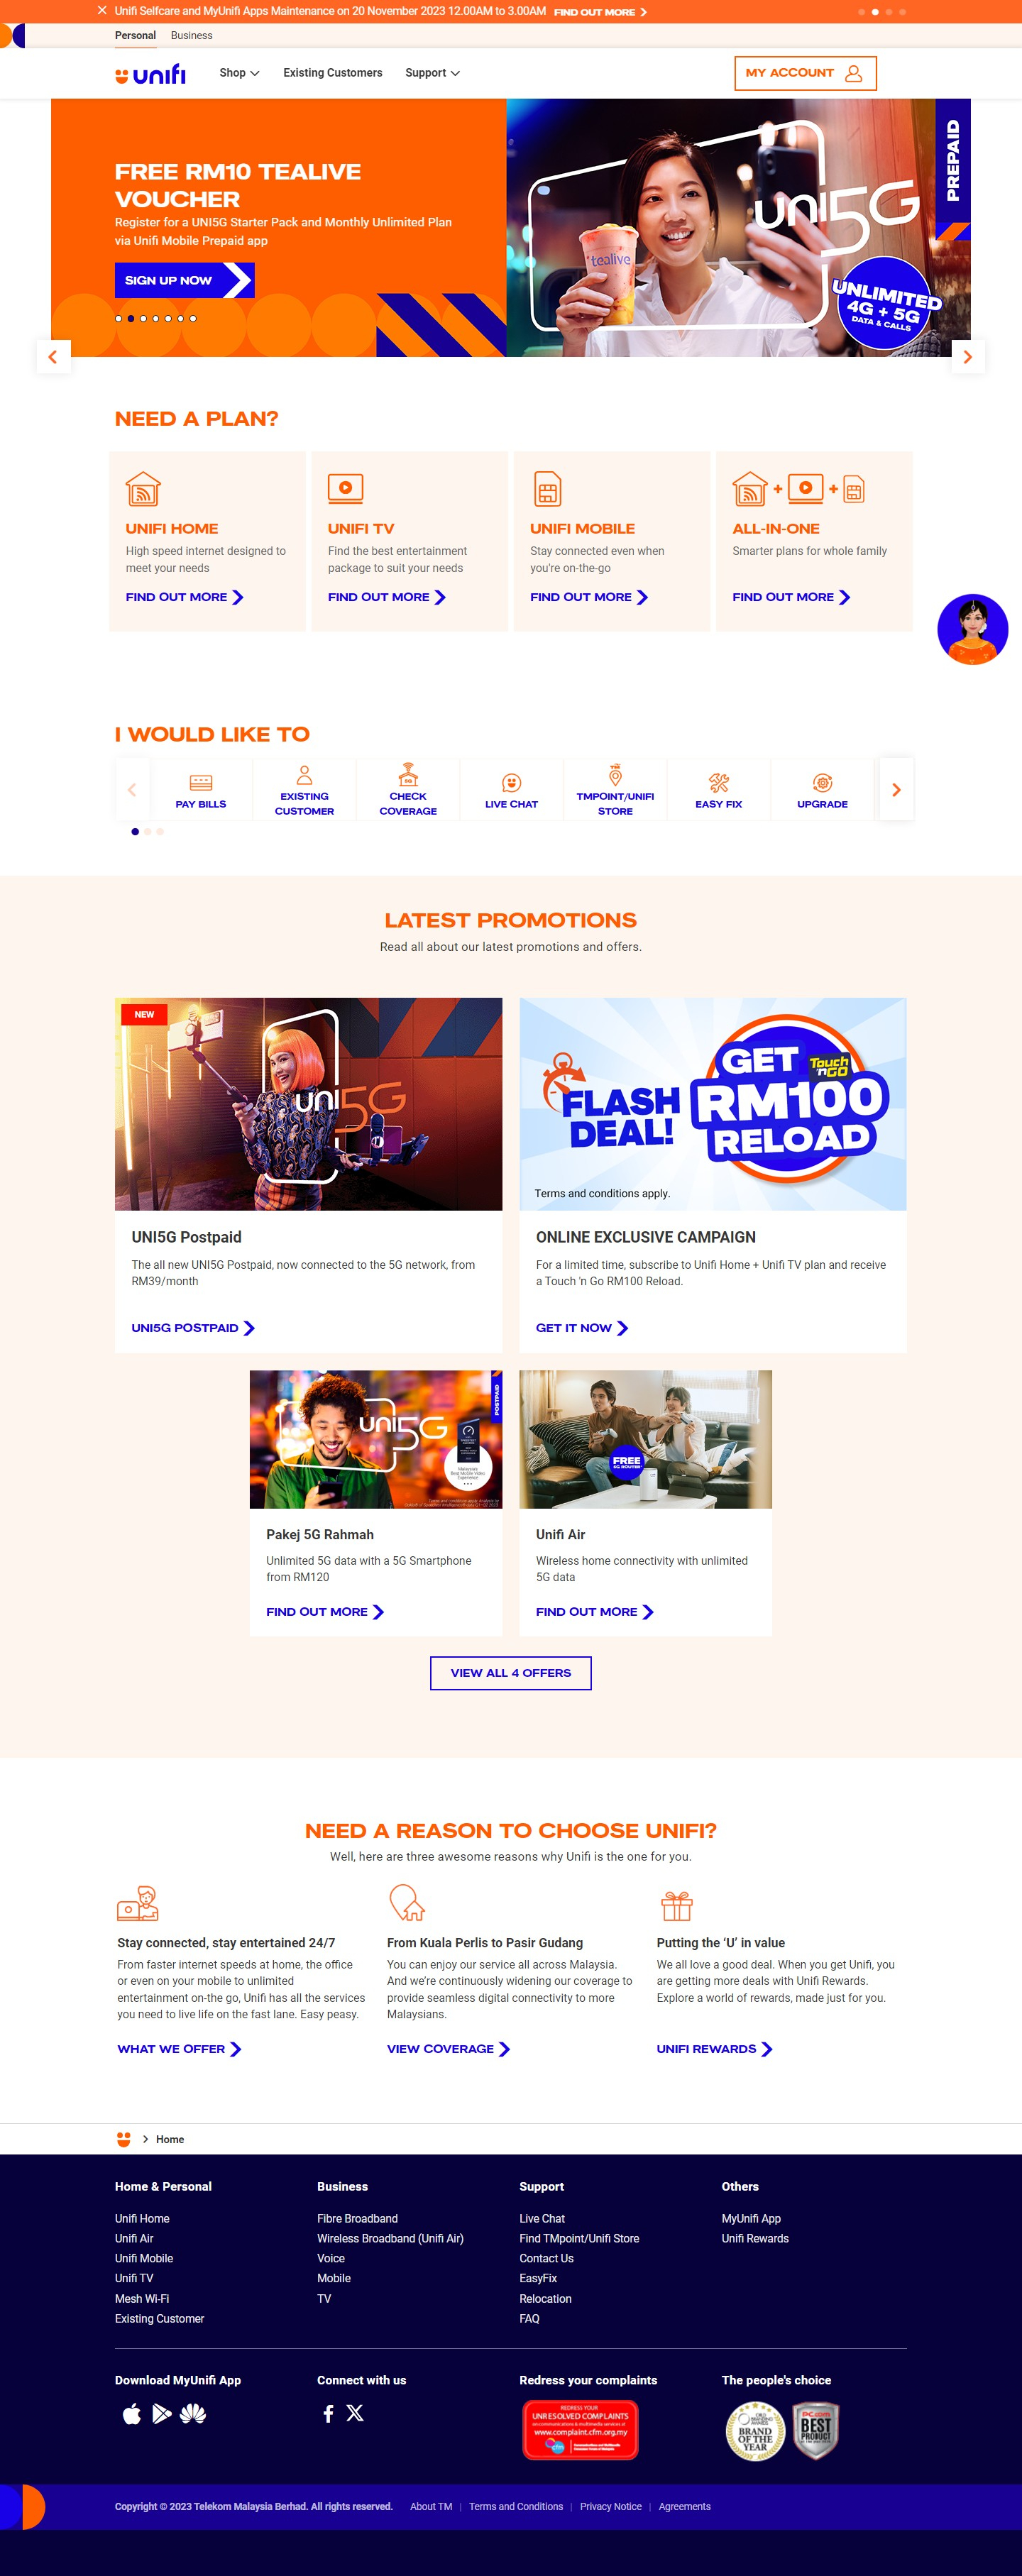 Unifi Selfcare and MyUnifi Apps Maintenance on 20 November 2023 12.00AM to 3.00AM FIND OUT MORE
Personal Business
unifi Shop Existing Customers Support MY ACCOUNT
FREE RM10 TEALIVE
VOUCHER
Register for a UNI5G Starter Pack and Monthly Unlimited Plan
via Unifi Mobile Prepaid app
SIGN UP NOW
tealive
uni5G
PREPAID
UNLIMITED
4G + 5G
DATA & CALLS
NEED A PLAN?
UNIFI HOME
High speed internet designed to
meet your needs
FIND OUT MORE
UNIFI TV
Find the best entertainment
package to suit your needs
FIND OUT MORE
UNIFI MOBILE
Stay connected even when
you're on-the-go
FIND OUT MORE
ALL-IN-ONE
Smarter plans for whole family
FIND OUT MORE
I WOULD LIKE TO
PAY BILLS
EXISTING
CUSTOMER
CHECK
COVERAGE
LIVE CHAT
TMPOINT/UNIFI
STORE
EASY FIX
UPGRADE
LATEST PROMOTIONS
Read all about our latest promotions and offers.
NEW
uni5G
UNI5G Postpaid
The all new UNI5G Postpaid, now connected to the 5G network, from
RM39/month
UNI5G POSTPAID
FLASH
DEAL!
GET
Touch
'nGO
RM100
RELOAD
Terms and conditions apply.
ONLINE EXCLUSIVE CAMPAIGN
For a limited time, subscribe to Unifi Home + Unifi TV plan and receive
a Touch 'n Go RM100 Reload.
GET IT NOW
POSTPAID
uni5G
Malaysia's
Best Mobile Video
Experience
Pakej 5G Rahmah
Unlimited 5G data with a 5G Smartphone
from RM120
FIND OUT MORE
FREE
5G ROUTER
Unifi Air
Wireless home connectivity with unlimited
5G data
FIND OUT MORE
VIEW ALL 4 OFFERS
NEED A REASON TO CHOOSE UNIFI?
Well, here are three awesome reasons why Unifi is the one for you.
Stay connected, stay entertained 24/7
From faster internet speeds at home, the office
or even on your mobile to unlimited
entertainment on-the go, Unifi has all the services
you need to live life on the fast lane. Easy peasy.
WHAT WE OFFER
From Kuala Perlis to Pasir Gudang
You can enjoy our service all across Malaysia.
And we're continuously widening our coverage to
provide seamless digital connectivity to more
Malaysians.
VIEW COVERAGE
Putting the ‘U’ in value
We all love a good deal. When you get Unifi, you
are getting more deals with Unifi Rewards.
Explore a world of rewards, made just for you.
UNIFI REWARDS
Home
Home & Personal
Unifi Home
Unifi Air
Unifi Mobile
Unifi TV
Mesh Wi-Fi
Existing Customer
Business
Fibre Broadband
Wireless Broadband (Unifi Air)
Voice
Mobile
TV
Support
Live Chat
Find TMpoint/Unifi Store
Contact Us
EasyFix
Relocation
FAQ
Others
MyUnifi App
Unifi Rewards
Download MyUnifi App
Connect with us
Redress your complaints
REDRESS YOUR
UNRESOLVED COMPLAINTS
on communications & multimedia services at
www.complaint.cfm.org.my
The people's choice
BRAND
OF THE
YEAR
PC.com
BEST
PRODUCT
Copyright © 2023 Telekom Malaysia Berhad. All rights reserved. About TM | Terms and Conditions | Privacy Notice | Agreements